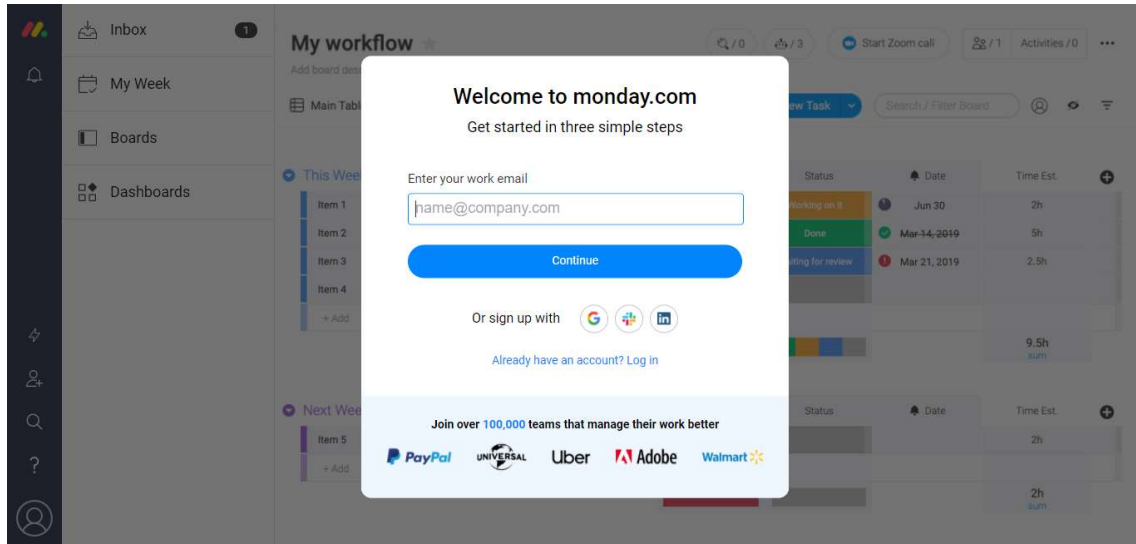 Inbox 1
My Week
Boards
Dashboards
My workflow
/ 0
/ 3
Start Zoom call
/ 1
Activities / 0
Add board des
Main Tabl
ew Task
Search / Filter Board
Welcome to monday.com
Get started in three simple steps
Enter your work email
name@company.com
Continue
Or sign up with
in
Already have an account? Log in
Join over 100,000 teams that manage their work better
PayPal UNIVERSAL Uber Adobe Walmart
This Wee Status Date Time Est.
Item 1 Working on it Jun 30 2h
Item 2 Done Mar 14, 2019 5h
Item 3 iting for review Mar 21, 2019 2.5h
Item 4
+ Add
9.5h
sum
Next Wee Status Date Time Est.
Item 5 2h
+ Add
2h
sum
?